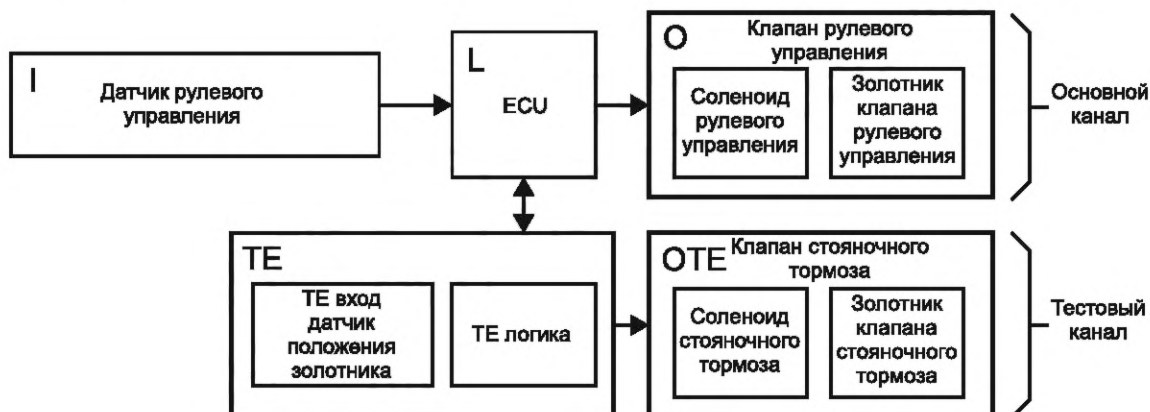 I
Датчик рулевого
управления
L
ECU
O
Клапан рулевого
управления
Соленоид
рулевого
управления
Золотник
клапана
рулевого
управления
Основной
канал
TE
TE вход
датчик
положения
золотника
TE логика
OTE
Клапан стояночного
тормоза
Соленоид
стояночного
тормоза
Золотник
клапана
стояночного
тормоза
Тестовый
канал